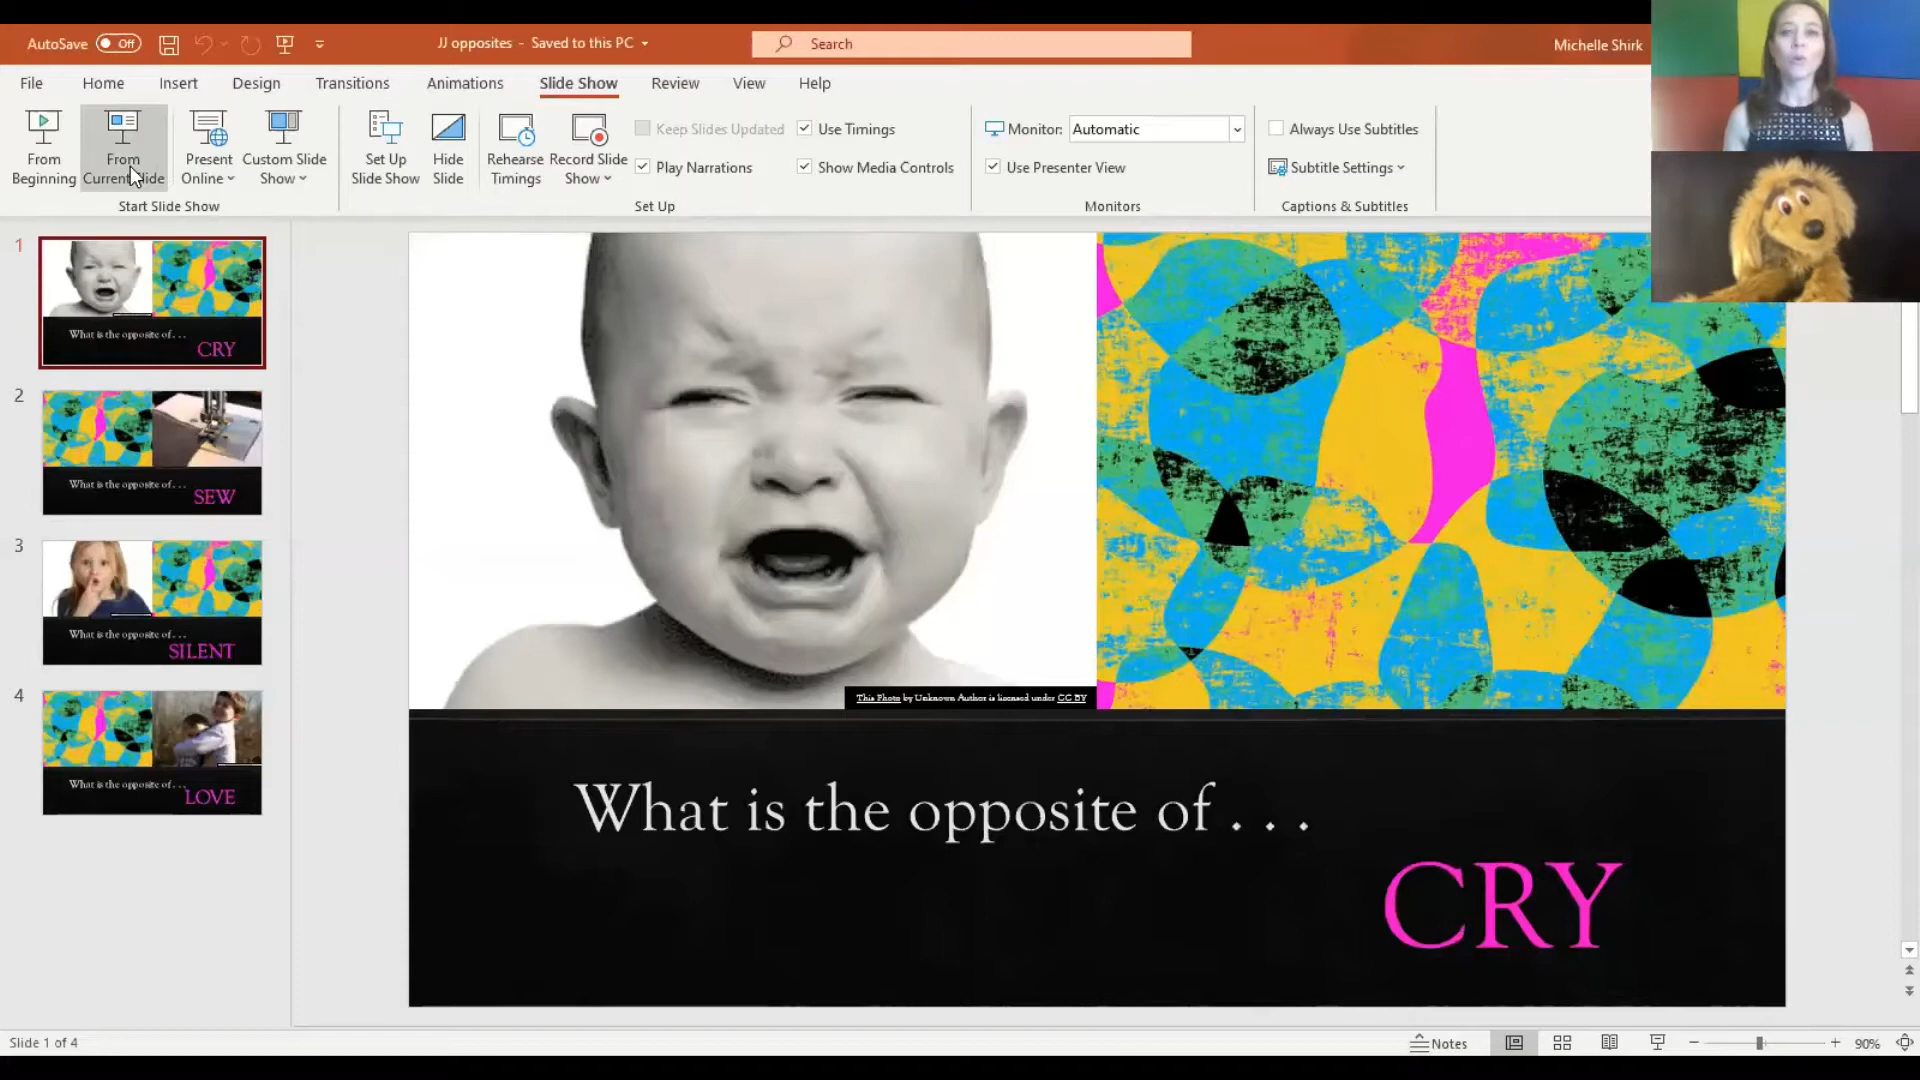 AutoSave Off
JJ opposites - Saved to this PC
Search
Michelle Shirk
File Home Insert Design Transitions Animations Slide Show Review View Help
From Beginning
From Current Slide
Present Online
Custom Slide Show
Start Slide Show
Set Up Slide Show
Hide Slide
Rehearse Timings
Record Slide Show
Keep Slides Updated
Use Timings
Play Narrations
Show Media Controls
Set Up
Monitor: Automatic
Use Presenter View
Monitors
Always Use Subtitles
Subtitle Settings
Captions & Subtitles
1
What is the opposite of . . .
CRY
2
What is the opposite of . . .
SEW
3
What is the opposite of . . .
SILENT
4
What is the opposite of . . .
LOVE
This Photo by Unknown Author is licensed under CC BY
What is the opposite of . . .
CRY
Slide 1 of 4
Notes
90%